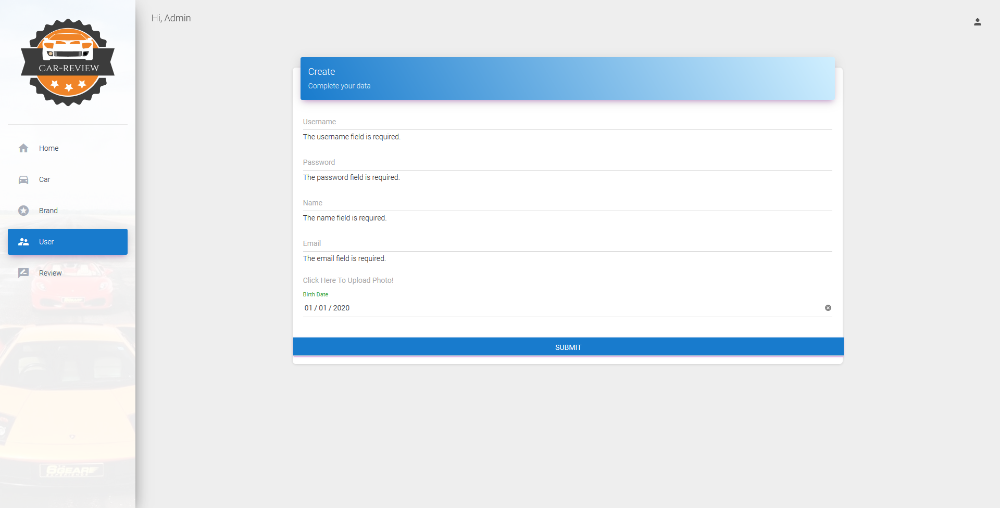 CAR-REVIEW
Home
Car
Brand
User
Review
6GEAR
EXPERIENCE
Hi, Admin
Create
Complete your data
Username
The username field is required.
Password
The password field is required.
Name
The name field is required.
Email
The email field is required.
Click Here To Upload Photo!
Birth Date
01 / 01 / 2020
SUBMIT